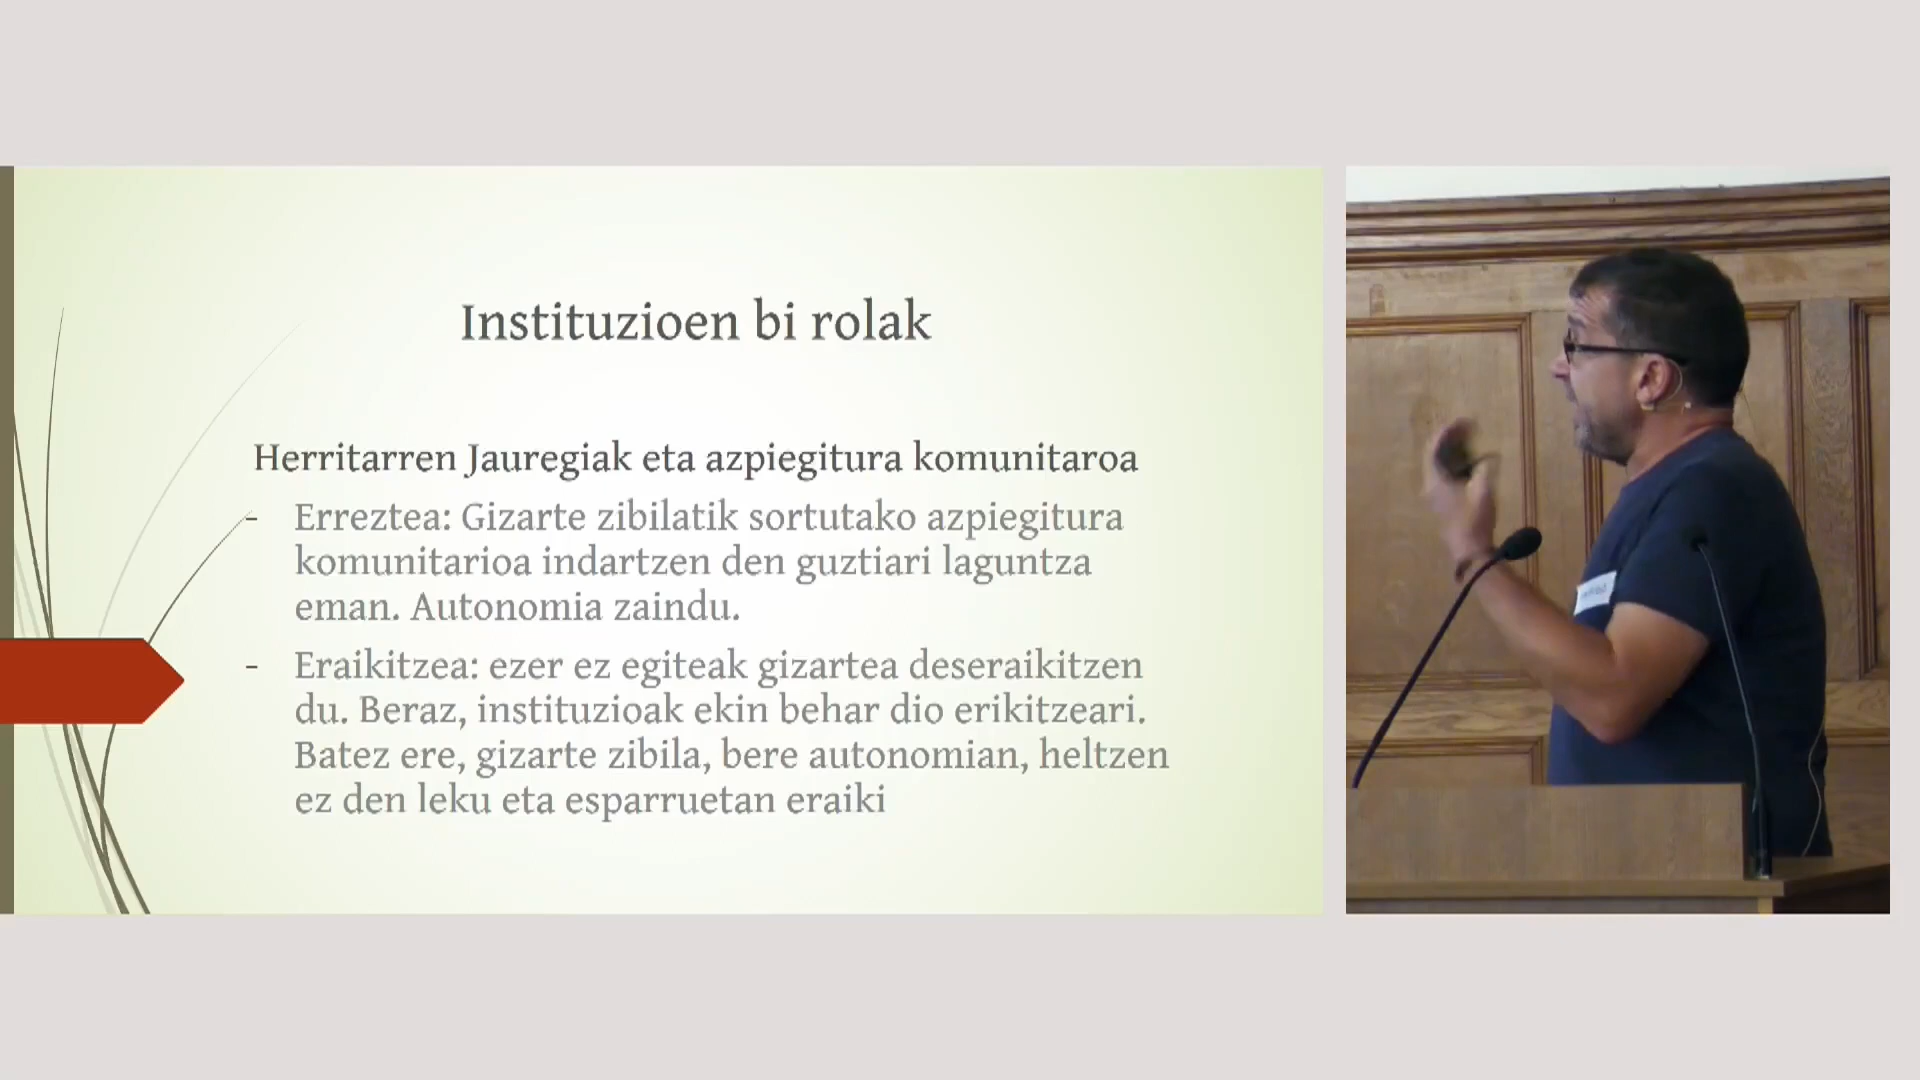 Instituzioen bi rolak
Herritarren Jauregiak eta azpiegitura komunitaroa
- Erreztea: Gizarte zibilatik sortutako azpiegitura
komunitarioa indartzen den guztiari laguntza
eman. Autonomia zaindu.
- Eraikitzea: ezer ez egiteak gizartea deseraikitzen
du. Beraz, instituzioak ekin behar dio erikitzeari.
Batez ere, gizarte zibila, bere autonomian, heltzen
ez den leku eta esparruetan eraiki